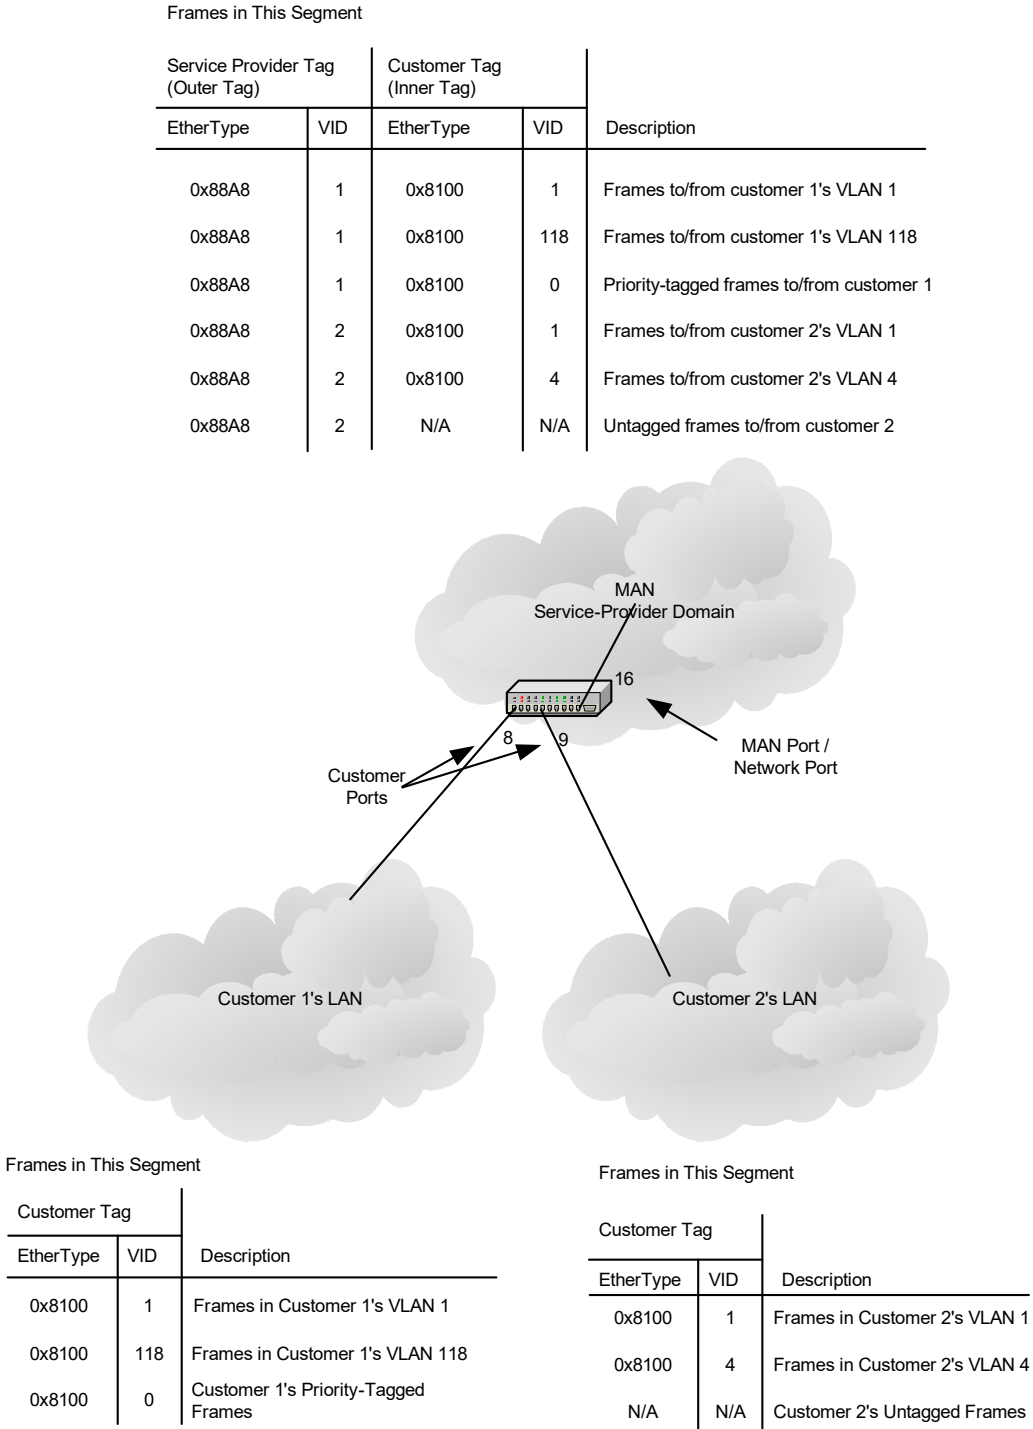 Frames in This Segment
Service Provider Tag
(Outer Tag)
Customer Tag
(Inner Tag)
EtherType VID EtherType VID Description
0x88A8 1 0x8100 1 Frames to/from customer 1's VLAN 1
0x88A8 1 0x8100 118 Frames to/from customer 1's VLAN 118
0x88A8 1 0x8100 0 Priority-tagged frames to/from customer 1
0x88A8 2 0x8100 1 Frames to/from customer 2's VLAN 1
0x88A8 2 0x8100 4 Frames to/from customer 2's VLAN 4
0x88A8 2 N/A N/A Untagged frames to/from customer 2
MAN
Service-Provider Domain
16
8
9
MAN Port /
Network Port
Customer
Ports
Customer 1's LAN
Customer 2's LAN
Frames in This Segment
Customer Tag
EtherType VID Description
0x8100 1 Frames in Customer 1's VLAN 1
0x8100 118 Frames in Customer 1's VLAN 118
0x8100 0 Customer 1's Priority-Tagged
Frames
Frames in This Segment
Customer Tag
EtherType VID Description
0x8100 1 Frames in Customer 2's VLAN 1
0x8100 4 Frames in Customer 2's VLAN 4
N/A N/A Customer 2's Untagged Frames